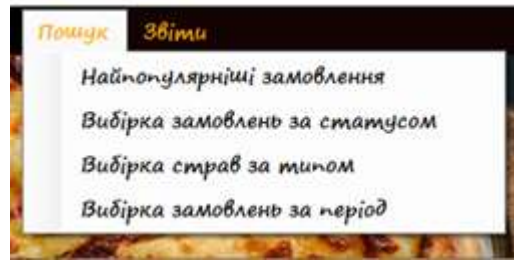 Пошук Звіти
Найпопулярніші замовлення
Вибірка замовлень за статусом
Вибірка страв за типом
Вибірка замовлень за період